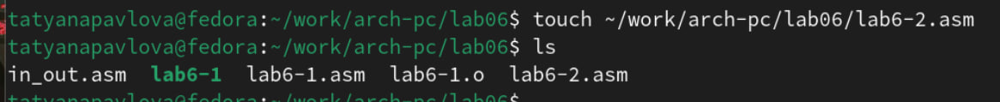 tatyanapavlova@fedora:~/work/arch-pc/lab06$ touch ~/work/arch-pc/lab06/lab6-2.asm
tatyanapavlova@fedora:~/work/arch-pc/lab06$ ls
in_out.asm  lab6-1  lab6-1.asm  lab6-1.o  lab6-2.asm
tatyanapavlova@fedora:~/work/arch-pc/lab06$